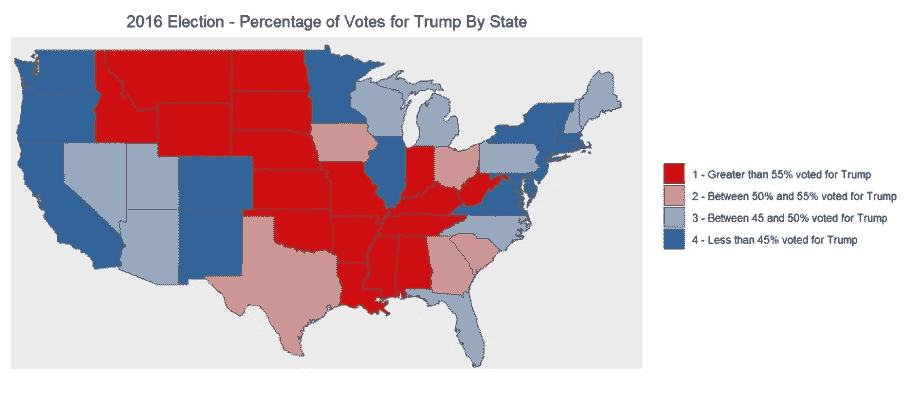 2016 Election - Percentage of Votes for Trump By State
1 - Greater than 55% voted for Trump
2 - Between 50% and 55% voted for Trump
3 - Between 45 and 50% voted for Trump
4 - Less than 45% voted for Trump